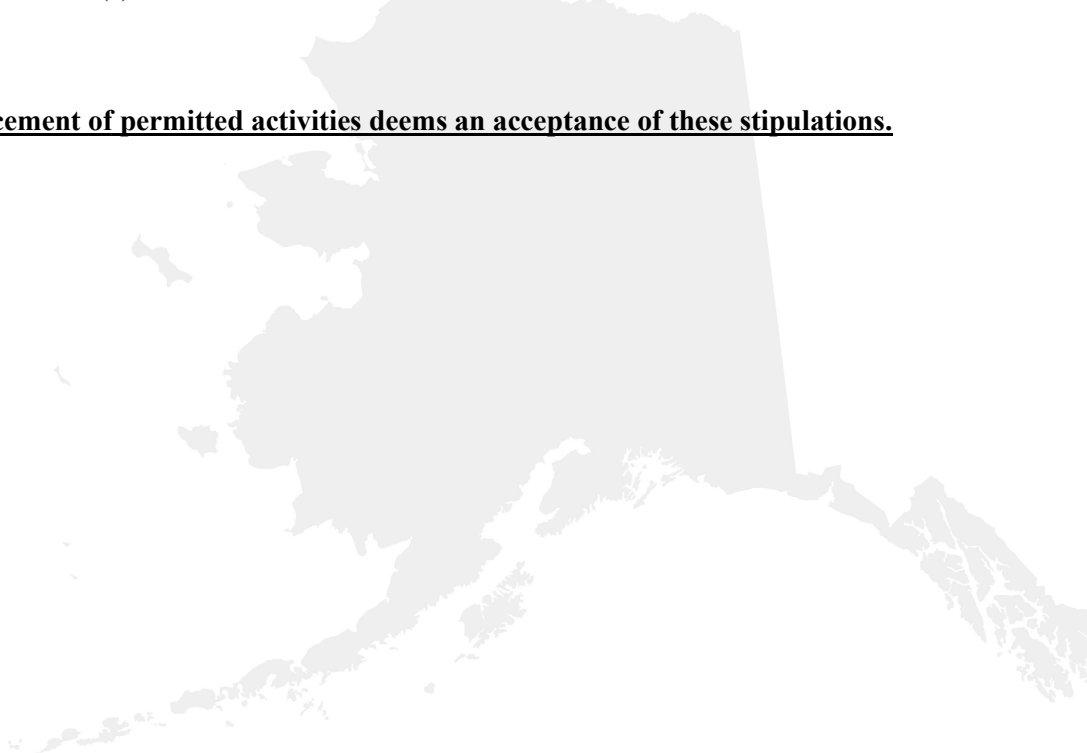 cement of permitted activities deems an acceptance of these stipulations.